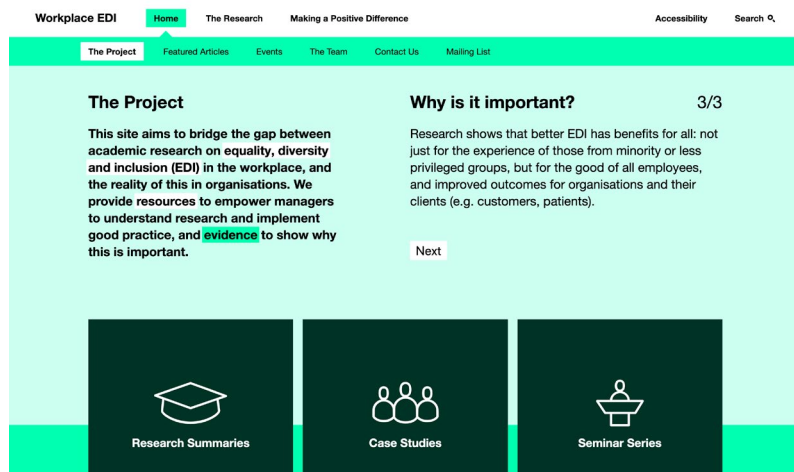 Workplace EDI Home The Research Making a Positive Difference Accessibility Search
The Project Featured Articles Events The Team Contact Us Mailing List
The Project
This site aims to bridge the gap between
academic research on equality, diversity
and inclusion (EDI) in the workplace, and
the reality of this in organisations. We
provide resources to empower managers
to understand research and implement
good practice, and evidence to show why
this is important.
Why is it important? 3/3
Research shows that better EDI has benefits for all: not
just for the experience of those from minority or less
privileged groups, but for the good of all employees,
and improved outcomes for organisations and their
clients (e.g. customers, patients).
Next
Research Summaries
Case Studies
Seminar Series